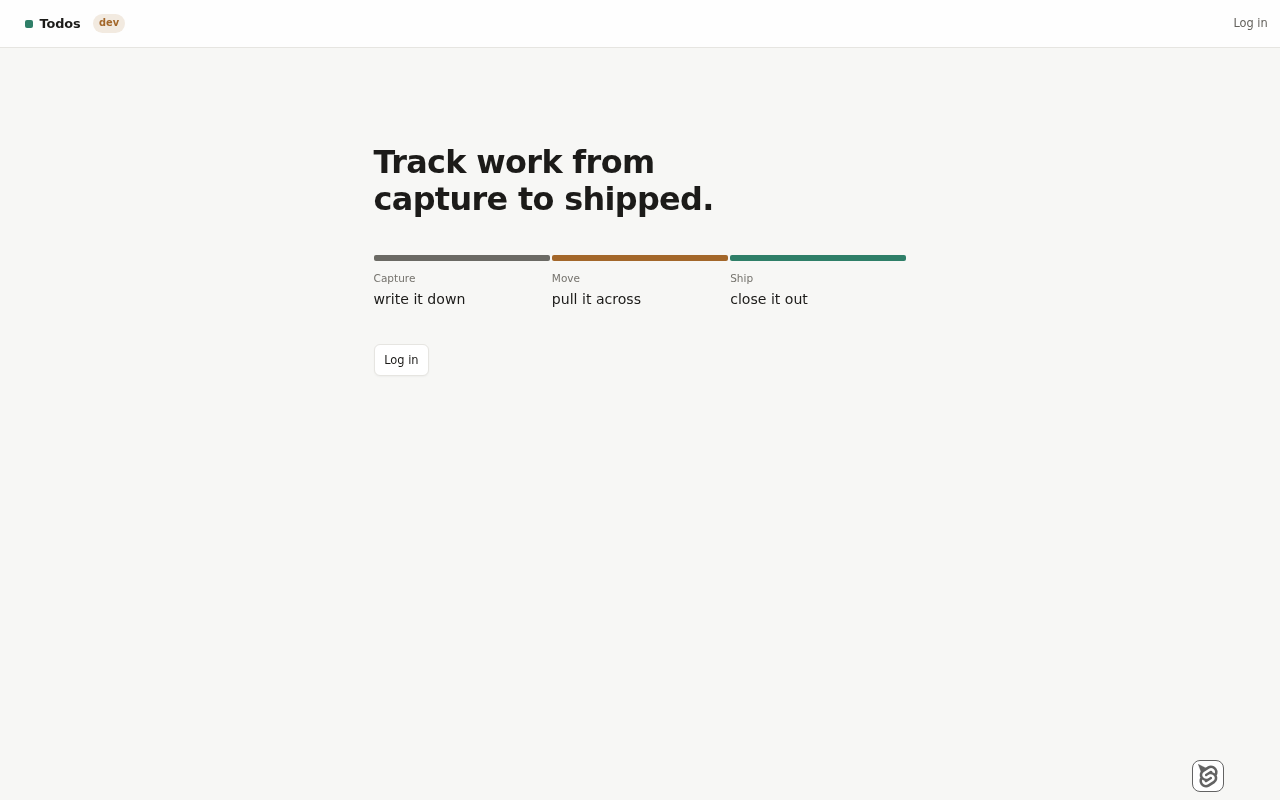 Todos dev
Log in
Track work from
capture to shipped.
Capture
write it down
Move
pull it across
Ship
close it out
Log in